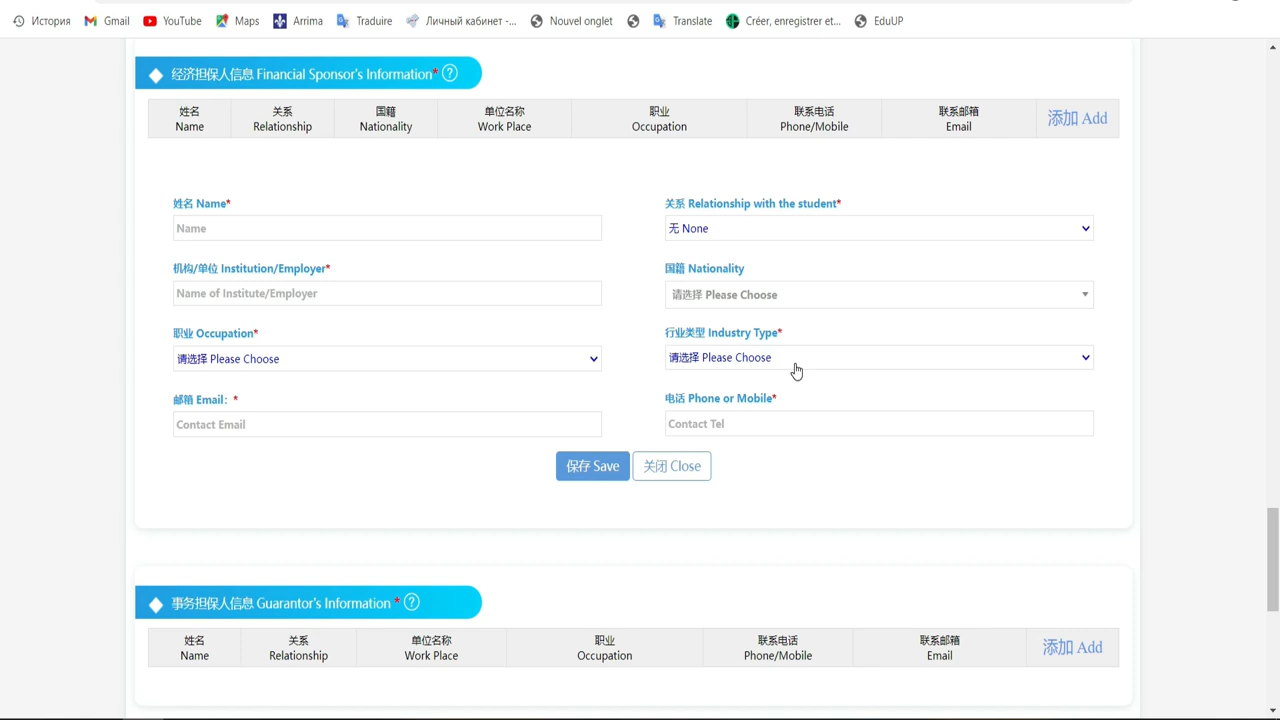 История Gmail YouTube Maps Arrima Traduire Личный кабинет -... Nouvel onglet Translate Créer, enregistrer et... EduUP
经济担保人信息 Financial Sponsor's Information* ?
姓名 关系 国籍 单位名称 职业 联系电话 联系邮箱 添加 Add
Name Relationship Nationality Work Place Occupation Phone/Mobile Email
姓名 Name* 关系 Relationship with the student*
Name 无 None
机构/单位 Institution/Employer* 国籍 Nationality
Name of Institute/Employer 请选择 Please Choose
职业 Occupation* 行业类型 Industry Type*
请选择 Please Choose 请选择 Please Choose
邮箱 Email： * 电话 Phone or Mobile*
Contact Email Contact Tel
保存 Save 关闭 Close
事务担保人信息 Guarantor's Information * ?
姓名 关系 单位名称 职业 联系电话 联系邮箱 添加 Add
Name Relationship Work Place Occupation Phone/Mobile Email